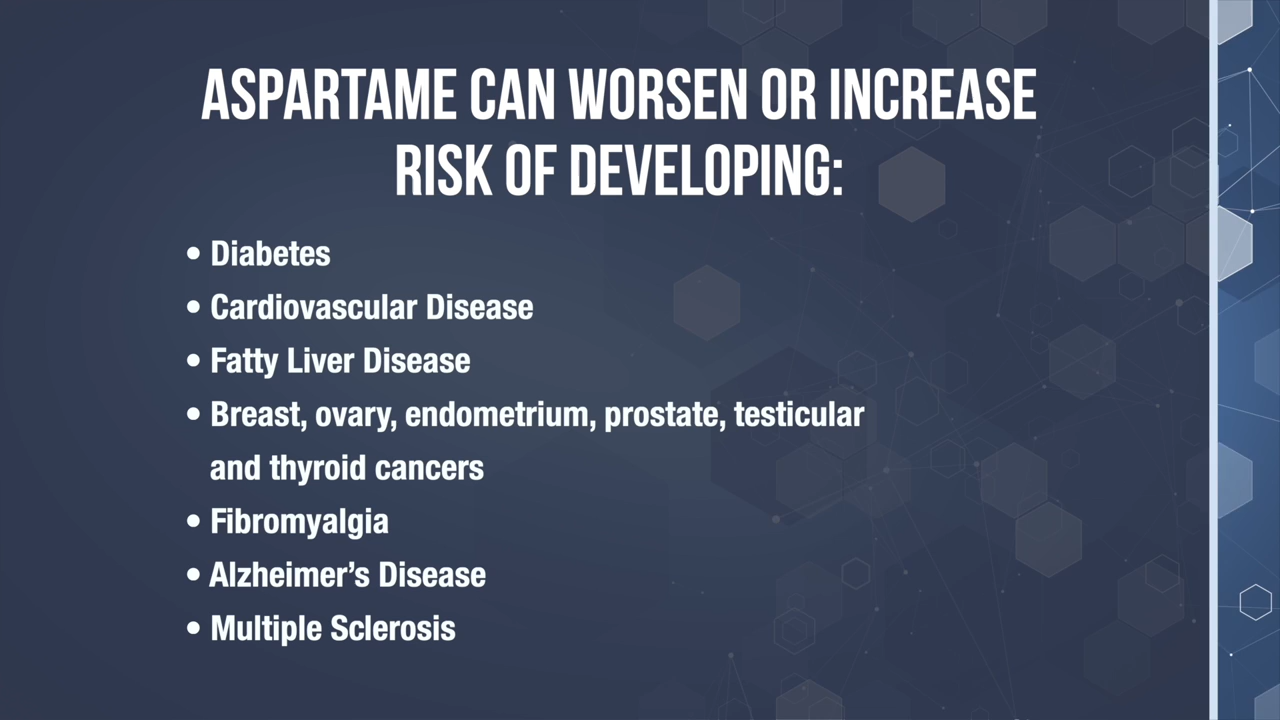 ASPARTAME CAN WORSEN OR INCREASE
RISK OF DEVELOPING:
• Diabetes
• Cardiovascular Disease
• Fatty Liver Disease
• Breast, ovary, endometrium, prostate, testicular
and thyroid cancers
• Fibromyalgia
• Alzheimer’s Disease
• Multiple Sclerosis